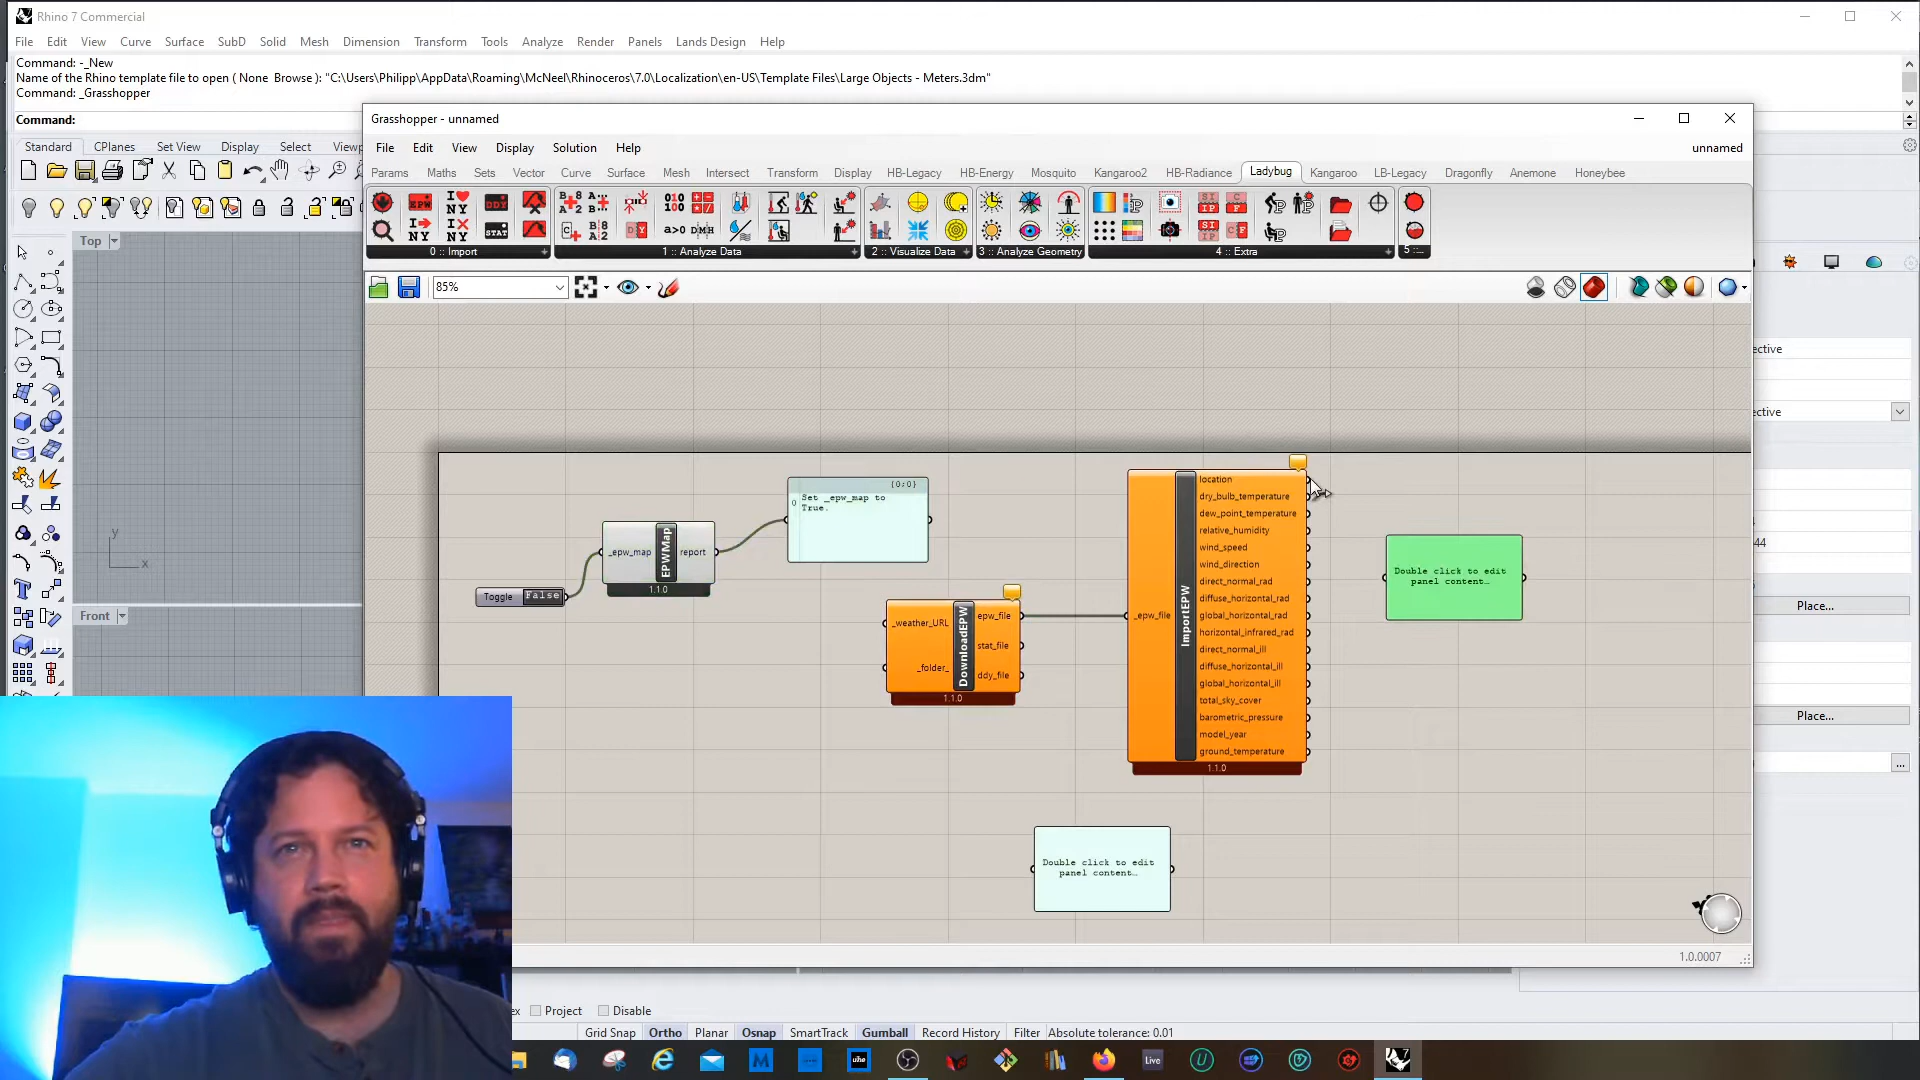 Rhino 7 Commercial
File Edit View Curve Surface SubD Solid Mesh Dimension Transform Tools Analyze Render Panels Lands Design Help
Command: -_New
Name of the Rhino template file to open ( None Browse ): "C:\Users\Philipp\AppData\Roaming\McNeel\Rhinoceros\7.0\Localization\en-US\Template Files\Large Objects - Meters.3dm"
Command: _Grasshopper
Command:
Standard CPlanes Set View Display Select
Grasshopper - unnamed
File Edit View Display Solution Help
unnamed
Params Maths Sets Vector Curve Surface Mesh Intersect Transform Display HB-Legacy HB-Energy Mosquito Kangaroo2 HB-Radiance Ladybug Kangaroo LB-Legacy Dragonfly Anemone Honeybee
0 :: Import
1 :: Analyze Data
2 :: Visualize Data
3 :: Analyze Geometry
4 :: Extra
5 ::..
85%
Top
y
x
Front
{0;0}
0 Set _epw_map to
True.
_epw_map
EPWMap
report
1.1.0
Toggle False
_weather_URL
_folder_
DownloadEPW
epw_file
stat_file
ddy_file
1.1.0
_epw_file
ImportEPW
location
dry_bulb_temperature
dew_point_temperature
relative_humidity
wind_speed
wind_direction
direct_normal_rad
diffuse_horizontal_rad
global_horizontal_rad
horizontal_infrared_rad
direct_normal_ill
diffuse_horizontal_ill
global_horizontal_ill
total_sky_cover
barometric_pressure
model_year
ground_temperature
1.1.0
Double click to edit
panel content…
Double click to edit
panel content…
1.0.0007
ective
ective
44
Place...
Place...
...
Project Disable
Grid Snap Ortho Planar Osnap SmartTrack Gumball Record History Filter Absolute tolerance: 0.01
uhe
Live